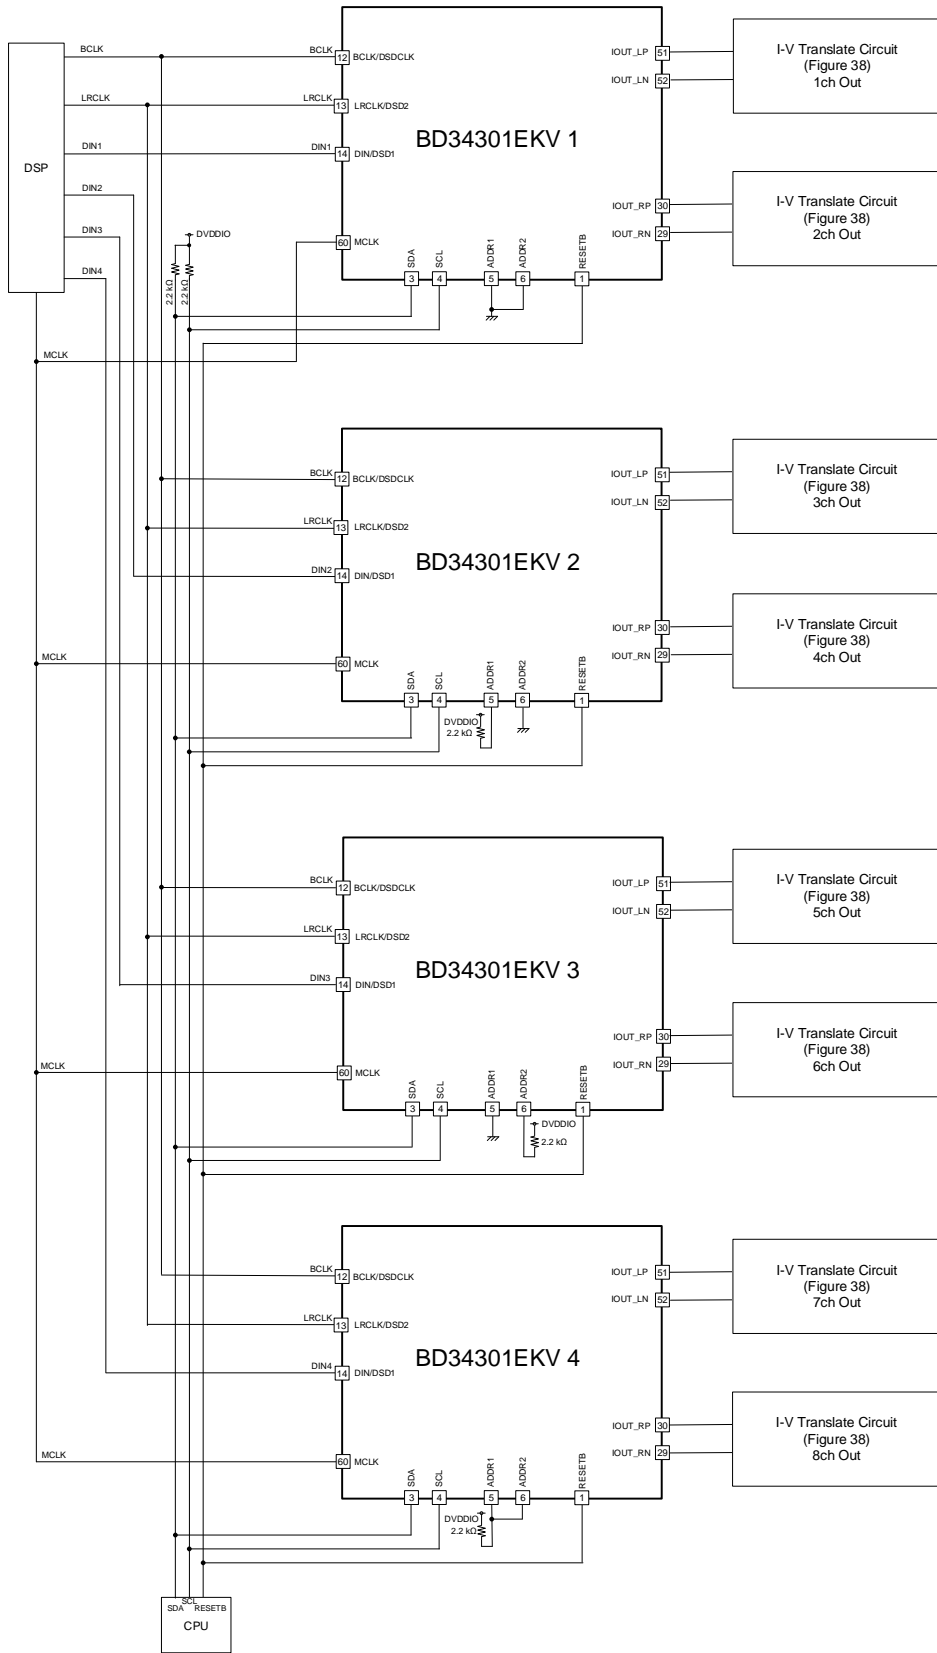 DSP
BCLK
LRCLK
DIN1
DIN2
DIN3
DIN4
MCLK
DVDDIO
2.2 kΩ
2.2 kΩ
BCLK
12 BCLK/DSDCLK
LRCLK
13 LRCLK/DSD2
DIN1
14 DIN/DSD1
60 MCLK
BD34301EKV 1
SDA
3
SCL
4
ADDR1
5
ADDR2
6
RESETB
1
IOUT_LP 51
IOUT_LN 52
IOUT_RP 30
IOUT_RN 29
I-V Translate Circuit
(Figure 38)
1ch Out
I-V Translate Circuit
(Figure 38)
2ch Out
BCLK
12 BCLK/DSDCLK
LRCLK
13 LRCLK/DSD2
DIN2
14 DIN/DSD1
MCLK
60 MCLK
BD34301EKV 2
SDA
3
SCL
4
ADDR1
5
ADDR2
6
RESETB
1
DVDDIO
2.2 kΩ
IOUT_LP 51
IOUT_LN 52
IOUT_RP 30
IOUT_RN 29
I-V Translate Circuit
(Figure 38)
3ch Out
I-V Translate Circuit
(Figure 38)
4ch Out
BCLK
12 BCLK/DSDCLK
LRCLK
13 LRCLK/DSD2
DIN3
14 DIN/DSD1
MCLK
60 MCLK
BD34301EKV 3
SDA
3
SCL
4
ADDR1
5
ADDR2
6
RESETB
1
DVDDIO
2.2 kΩ
IOUT_LP 51
IOUT_LN 52
IOUT_RP 30
IOUT_RN 29
I-V Translate Circuit
(Figure 38)
5ch Out
I-V Translate Circuit
(Figure 38)
6ch Out
BCLK
12 BCLK/DSDCLK
LRCLK
13 LRCLK/DSD2
DIN4
14 DIN/DSD1
MCLK
60 MCLK
BD34301EKV 4
SDA
3
SCL
4
ADDR1
5
ADDR2
6
RESETB
1
DVDDIO
2.2 kΩ
IOUT_LP 51
IOUT_LN 52
IOUT_RP 30
IOUT_RN 29
I-V Translate Circuit
(Figure 38)
7ch Out
I-V Translate Circuit
(Figure 38)
8ch Out
SCL
SDA RESETB
CPU